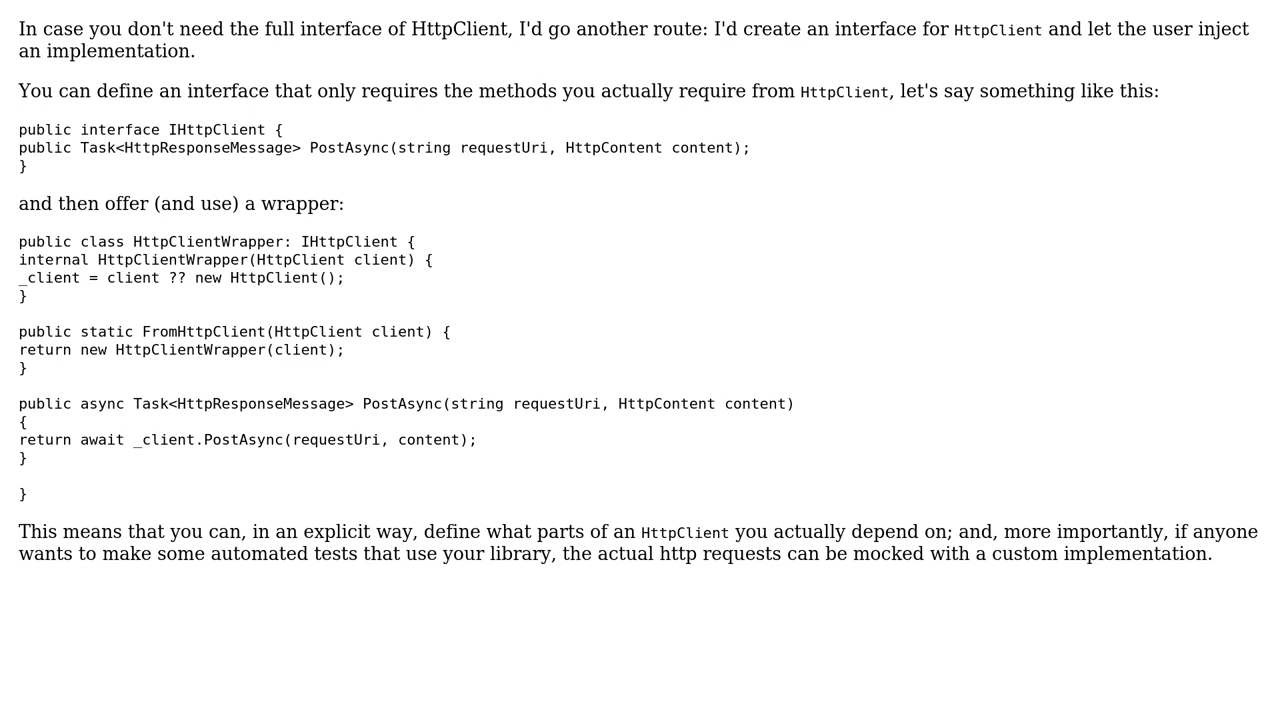 In case you don't need the full interface of HttpClient, I'd go another route: I'd create an interface for HttpClient and let the user inject
an implementation.
You can define an interface that only requires the methods you actually require from HttpClient, let's say something like this:
public interface IHttpClient {
public Task<HttpResponseMessage> PostAsync(string requestUri, HttpContent content);
}
and then offer (and use) a wrapper:
public class HttpClientWrapper: IHttpClient {
internal HttpClientWrapper(HttpClient client) {
_client = client ?? new HttpClient();
}
public static FromHttpClient(HttpClient client) {
return new HttpClientWrapper(client);
}
public async Task<HttpResponseMessage> PostAsync(string requestUri, HttpContent content)
{
return await _client.PostAsync(requestUri, content);
}
}
This means that you can, in an explicit way, define what parts of an HttpClient you actually depend on; and, more importantly, if anyone
wants to make some automated tests that use your library, the actual http requests can be mocked with a custom implementation.